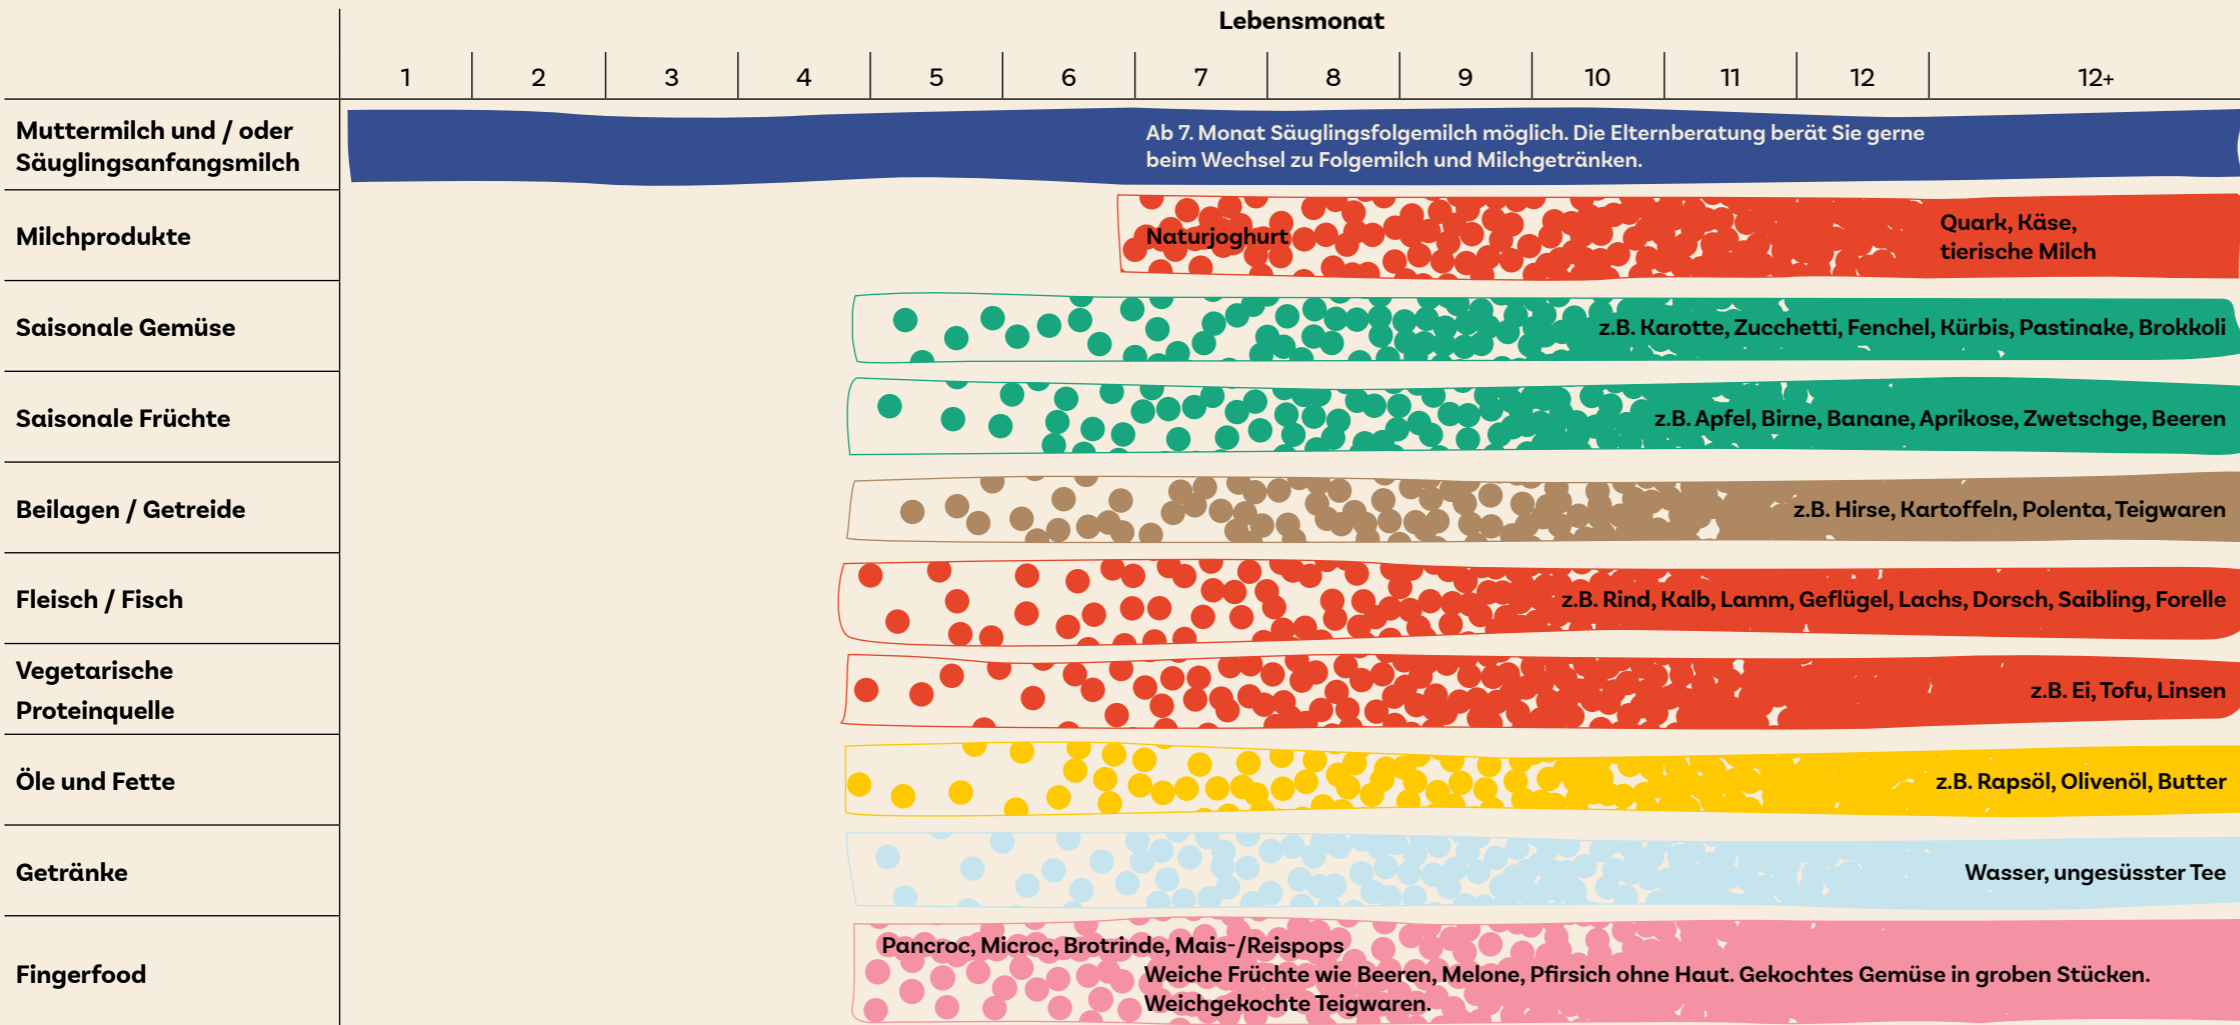 Lebensmonat
1 2 3 4 5 6 7 8 9 10 11 12 12+
Muttermilch und / oder
Säuglingsanfangsmilch
Ab 7. Monat Säuglingsfolgemilch möglich. Die Elternberatung berät Sie gerne
beim Wechsel zu Folgemilch und Milchgetränken.
Milchprodukte
Naturjoghurt
Quark, Käse,
tierische Milch
Saisonale Gemüse
z.B. Karotte, Zucchetti, Fenchel, Kürbis, Pastinake, Brokkoli
Saisonale Früchte
z.B. Apfel, Birne, Banane, Aprikose, Zwetschge, Beeren
Beilagen / Getreide
z.B. Hirse, Kartoffeln, Polenta, Teigwaren
Fleisch / Fisch
z.B. Rind, Kalb, Lamm, Geflügel, Lachs, Dorsch, Saibling, Forelle
Vegetarische
Proteinquelle
z.B. Ei, Tofu, Linsen
Öle und Fette
z.B. Rapsöl, Olivenöl, Butter
Getränke
Wasser, ungesüsster Tee
Fingerfood
Pancroc, Microc, Brotrinde, Mais-/Reispops
Weiche Früchte wie Beeren, Melone, Pfirsich ohne Haut. Gekochtes Gemüse in groben Stücken.
Weichgekochte Teigwaren.